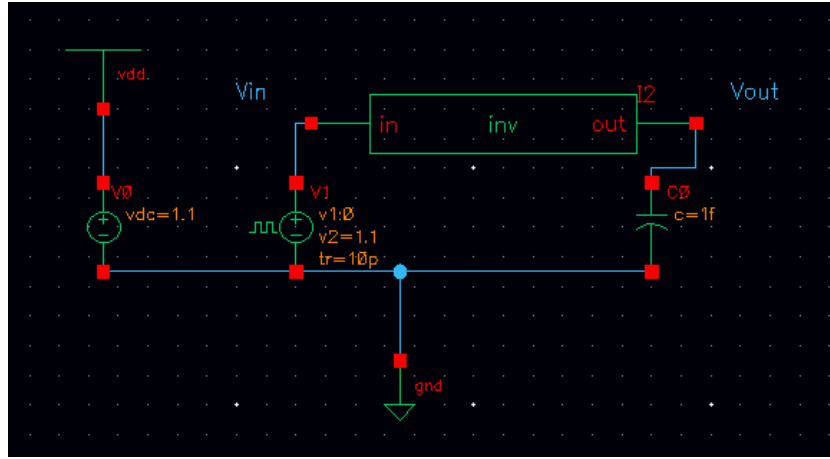 vdd
Vin
I2
Vout
in
inv
out
V0
vdc=1.1
V1
v1:0
v2=1.1
tr=10p
C0
c=1f
gnd